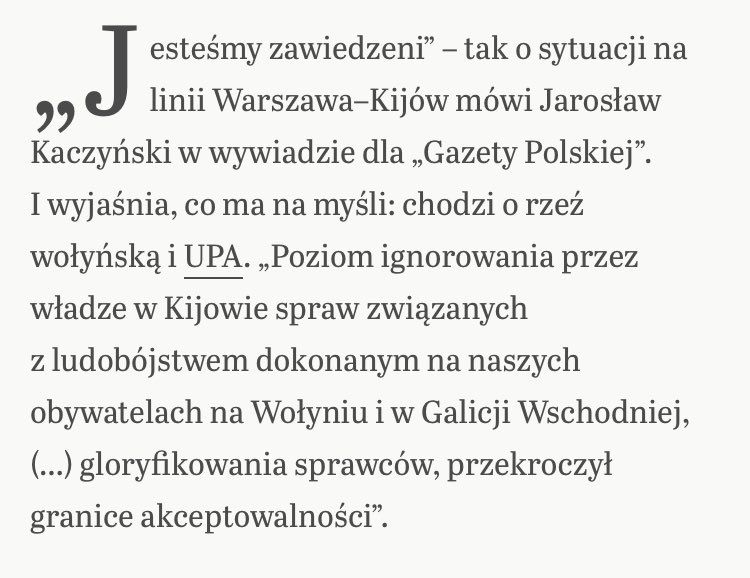 „Jesteśmy zawiedzeni” – tak o sytuacji na
linii Warszawa–Kijów mówi Jarosław
Kaczyński w wywiadzie dla „Gazety Polskiej”.
I wyjaśnia, co ma na myśli: chodzi o rzeź
wołyńską i UPA. „Poziom ignorowania przez
władze w Kijowie spraw związanych
z ludobójstwem dokonanym na naszych
obywatelach na Wołyniu i w Galicji Wschodniej,
(...) gloryfikowania sprawców, przekroczył
granice akceptowalności”.